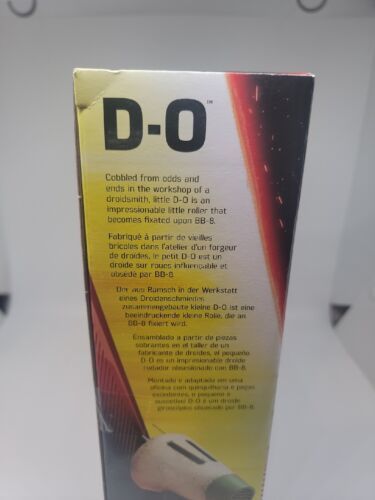 D-O™
Cobbled from odds and
ends in the workshop of a
droidsmith, little D-O is an
impressionable little roller that
becomes fixated upon BB-8.
Fabriqué à partir de vieilles
bricoles dans l'atelier d'un forgeur
de droïdes, le petit D-O est un
droïde sur roues influençable et
obsédé par BB-8.
Der aus Ramsch in der Werkstatt
eines Droidenschmiedes
zusammengebaute kleine D-O ist eine
beeindruckende kleine Rolle, die an
BB-8 fixiert wird.
Ensamblado a partir de piezas
sobrantes en el taller de un
fabricante de droides, el pequeño
D-O es un impresionable droide
rodador obsesionado con BB-8.
Montado e adaptado em uma
oficina com quinquilharia e peças
excedentes, o pequeno e
suscetível D-O é um droide
giroscópico obcecado por BB-8.